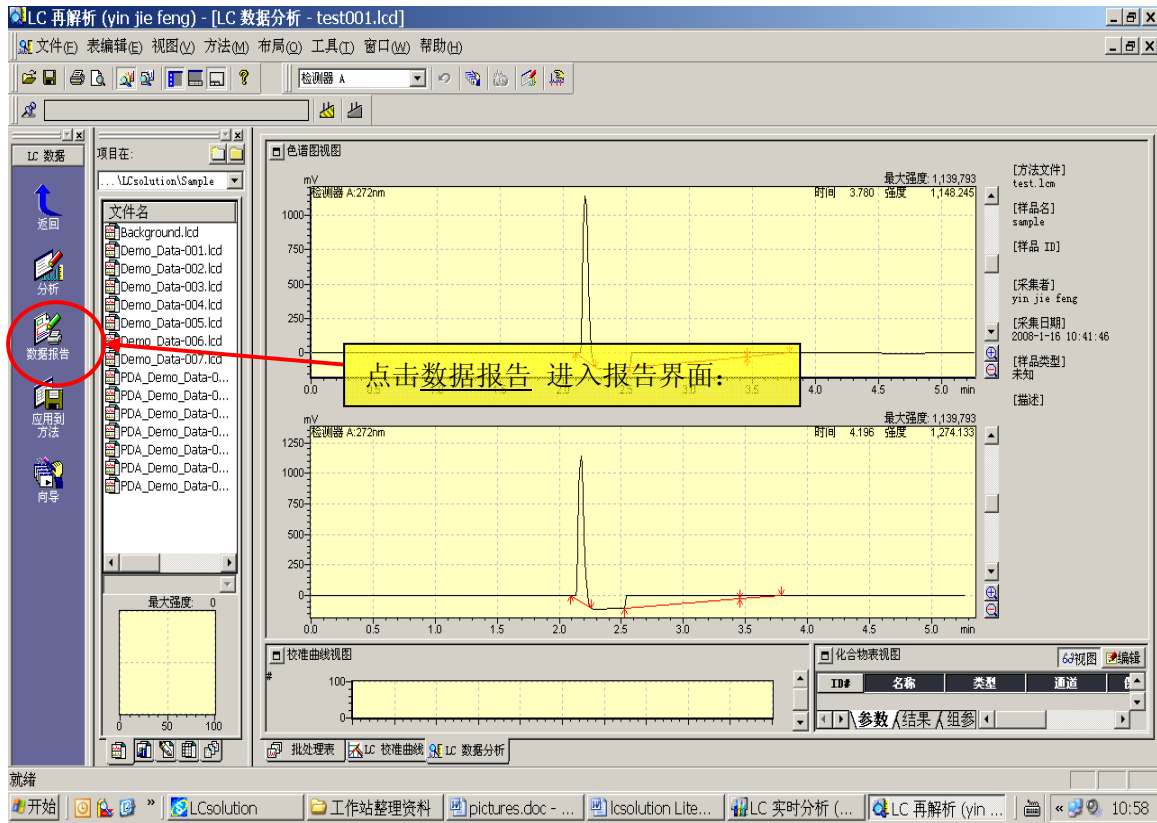 LC 再解析 (yin jie feng) - [LC 数据分析 - test001.lcd]
文件(F) 表编辑(E) 视图(V) 方法(M) 布局(O) 工具(T) 窗口(W) 帮助(H)
检测器 A
LC 数据
返回
分析
数据报告
应用到
方法
向导
项目在:
...\LCsolution\Sample
文件名
Background.lcd
Demo_Data-001.lcd
Demo_Data-002.lcd
Demo_Data-003.lcd
Demo_Data-004.lcd
Demo_Data-005.lcd
Demo_Data-006.lcd
Demo_Data-007.lcd
PDA_Demo_Data-0...
PDA_Demo_Data-0...
PDA_Demo_Data-0...
PDA_Demo_Data-0...
PDA_Demo_Data-0...
PDA_Demo_Data-0...
PDA_Demo_Data-0...
最大强度: 0
0 50 100
色谱图视图
mV
最大强度: 1,139,793
检测器 A:272nm
时间 3.780 强度 1,148.245
1000
750
500
250
0
点击数据报告 进入报告界面：
0.0 4.0 4.5 5.0 min
mV
最大强度: 1,139,793
检测器 A:272nm
时间 4.196 强度 1,274.133
1250
1000
750
500
250
0
0.0 0.5 1.0 1.5 2.0 2.5 3.0 3.5 4.0 4.5 5.0 min
[方法文件]
test.lcm
[样品名]
sample
[样品 ID]
[采集者]
yin jie feng
[采集日期]
2008-1-16 10:41:46
[样品类型]
未知
[描述]
校准曲线视图
#
100
0
化合物表视图
视图 编辑
ID# 名称 类型 通道
参数 结果 组参
批处理表 LC 校准曲线 LC 数据分析
就绪
开始 LCsolution 工作站整理资料 pictures.doc - ... lcsolution Lite... LC 实时分析 (... LC 再解析 (yin ... 10:58